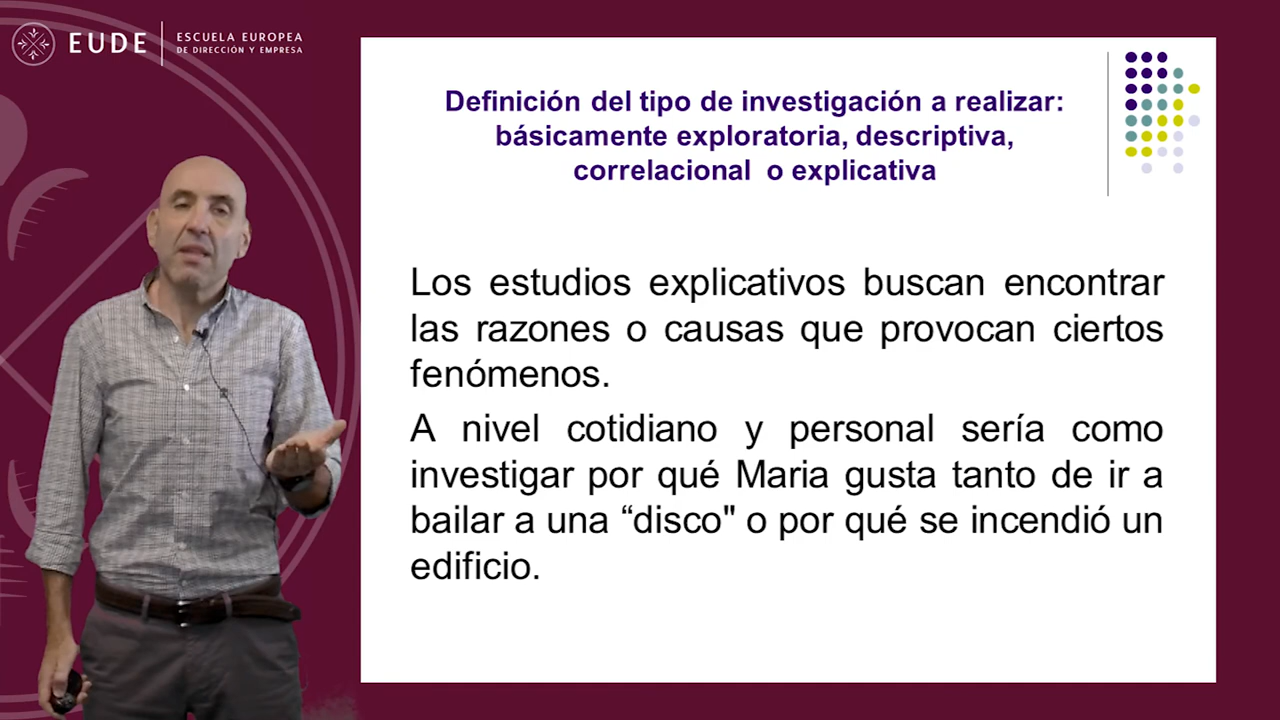 EUDE
ESCUELA EUROPEA
DE DIRECCIÓN Y EMPRESA
Definición del tipo de investigación a realizar:
básicamente exploratoria, descriptiva,
correlacional o explicativa
Los estudios explicativos buscan encontrar
las razones o causas que provocan ciertos
fenómenos.
A nivel cotidiano y personal sería como
investigar por qué Maria gusta tanto de ir a
bailar a una “disco" o por qué se incendió un
edificio.